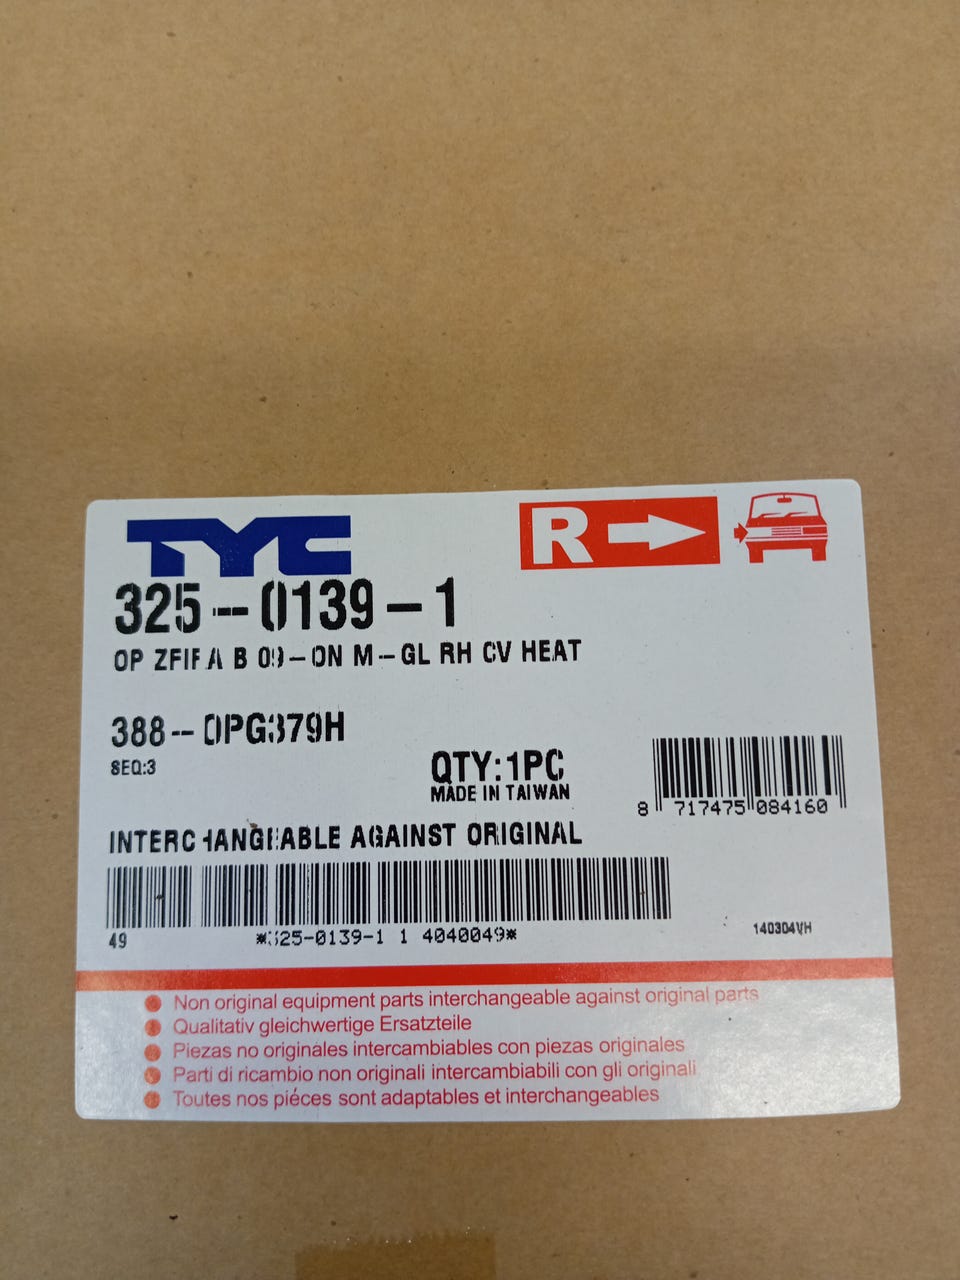 TYC
R
325-0139-1
OP ZFIFA B 09-ON M-GL RH CV HEAT
388-OPG379H
SEQ:3
QTY:1PC
MADE IN TAIWAN
8 717475 084160
INTERCHANGEABLE AGAINST ORIGINAL
49
*325-0139-1 1 4040049*
140304VH
Non original equipment parts interchangeable against original parts
Qualitativ gleichwertige Ersatzteile
Piezas no originales intercambiables con piezas originales
Parti di ricambio non originali intercambiabili con gli originali
Toutes nos piéces sont adaptables et interchangeables